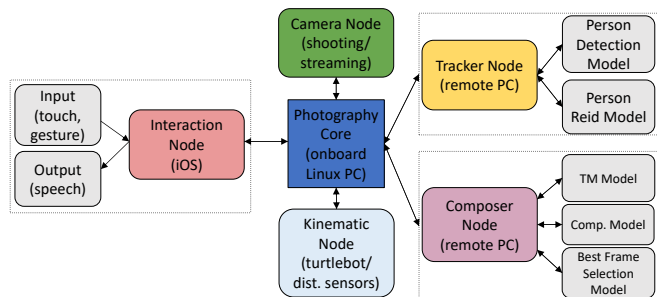 Input
(touch,
gesture)
Output
(speech)
Interaction
Node
(iOS)
Camera Node
(shooting/
streaming)
Photography
Core
(onboard
Linux PC)
Kinematic
Node
(turtlebot/
dist. sensors)
Tracker Node
(remote PC)
Person
Detection
Model
Person
Reid Model
Composer
Node
(remote PC)
TM Model
Comp. Model
Best Frame
Selection
Model